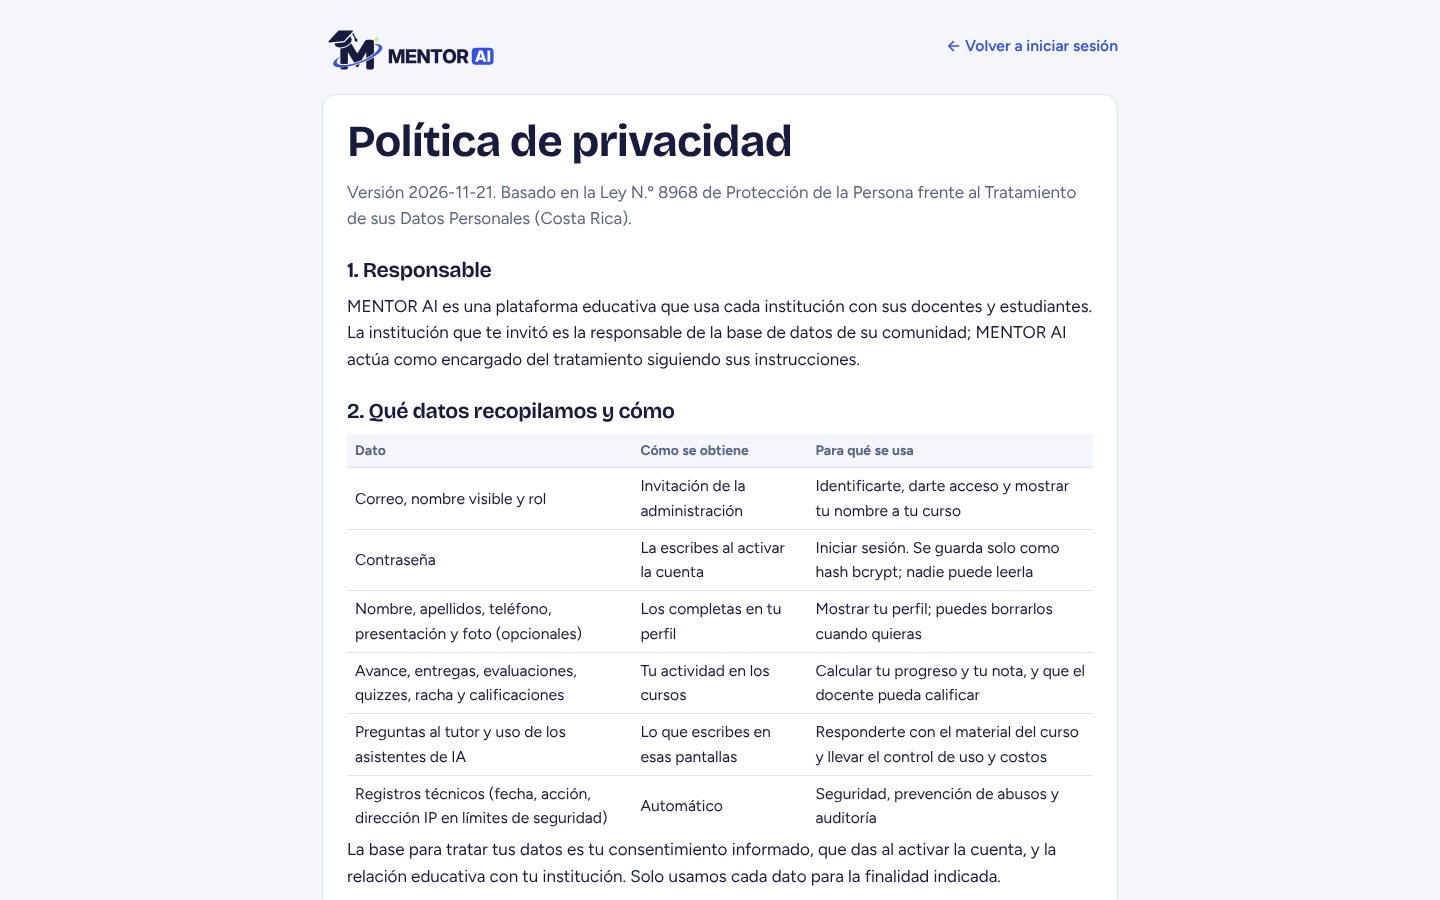 MENTOR AI
← Volver a iniciar sesión
Política de privacidad
Versión 2026-11-21. Basado en la Ley N.º 8968 de Protección de la Persona frente al Tratamiento
de sus Datos Personales (Costa Rica).
1. Responsable
MENTOR AI es una plataforma educativa que usa cada institución con sus docentes y estudiantes.
La institución que te invitó es la responsable de la base de datos de su comunidad; MENTOR AI
actúa como encargado del tratamiento siguiendo sus instrucciones.
2. Qué datos recopilamos y cómo
Dato
Cómo se obtiene
Para qué se usa
Correo, nombre visible y rol
Invitación de la
administración
Identificarte, darte acceso y mostrar
tu nombre a tu curso
Contraseña
La escribes al activar
la cuenta
Iniciar sesión. Se guarda solo como
hash bcrypt; nadie puede leerla
Nombre, apellidos, teléfono,
presentación y foto (opcionales)
Los completas en tu
perfil
Mostrar tu perfil; puedes borrarlos
cuando quieras
Avance, entregas, evaluaciones,
quizzes, racha y calificaciones
Tu actividad en los
cursos
Calcular tu progreso y tu nota, y que el
docente pueda calificar
Preguntas al tutor y uso de los
asistentes de IA
Lo que escribes en
esas pantallas
Responderte con el material del curso
y llevar el control de uso y costos
Registros técnicos (fecha, acción,
dirección IP en límites de seguridad)
Automático
Seguridad, prevención de abusos y
auditoría
La base para tratar tus datos es tu consentimiento informado, que das al activar la cuenta, y la
relación educativa con tu institución. Solo usamos cada dato para la finalidad indicada.